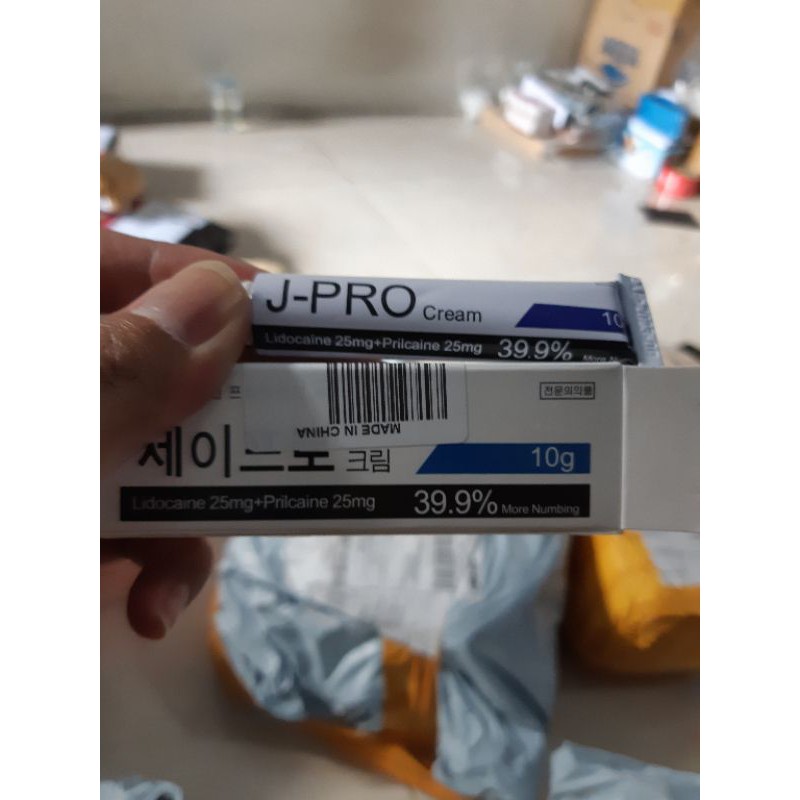 J-PRO Cream
10
Lidocaine 25mg+Prilcaine 25mg 39.9%
프
전문의약품
MADE IN CHINA
크림 10g
Lidocaine 25mg+Prilcaine 25mg 39.9% More Numbing